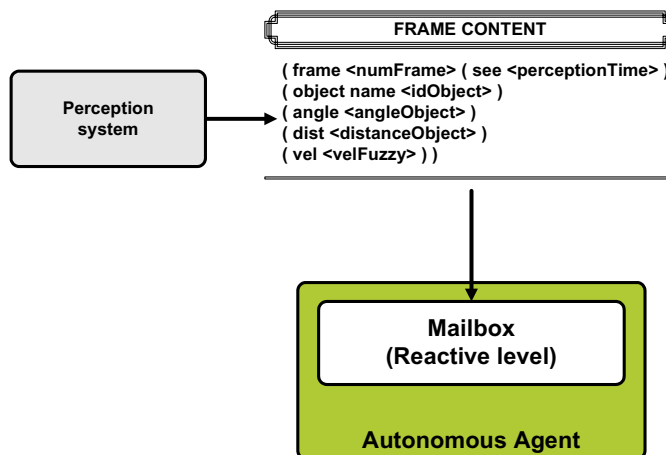 FRAME CONTENT
( frame <numFrame> ( see <perceptionTime> )
( object name <idObject> )
( angle <angleObject> )
( dist <distanceObject> )
( vel <velFuzzy> ) )
Perception
system
Mailbox
(Reactive level)
Autonomous Agent